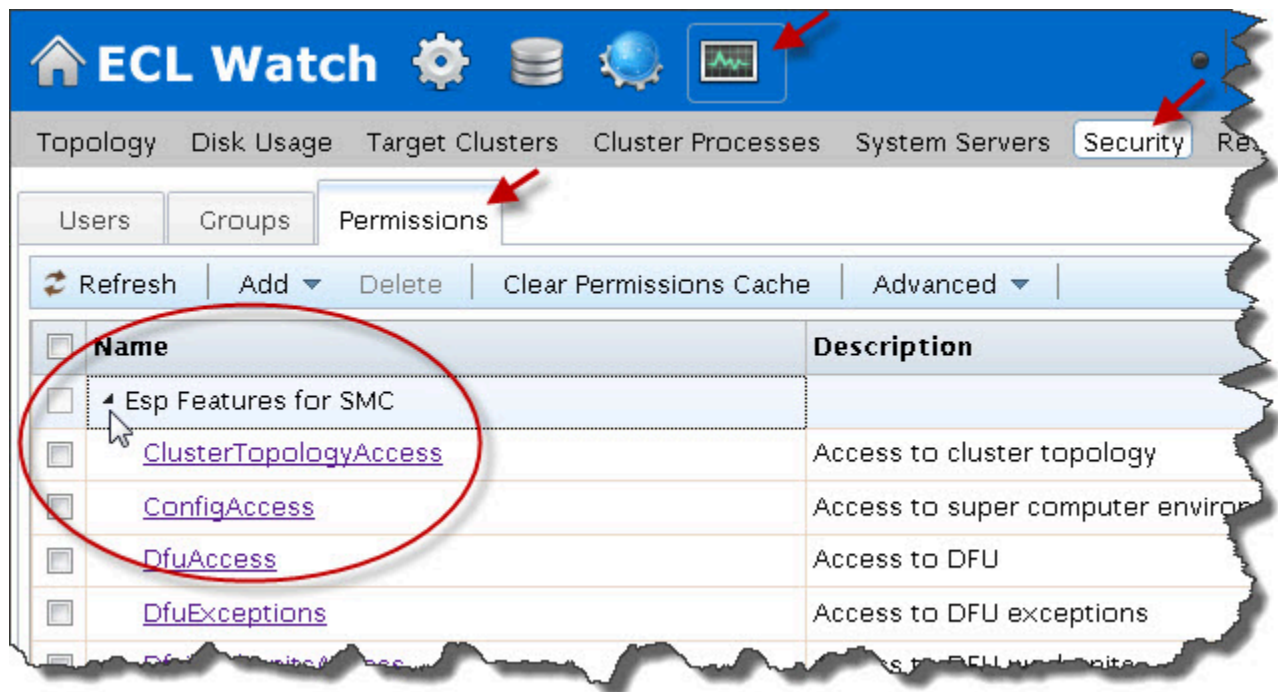 ECL Watch
Topology Disk Usage Target Clusters Cluster Processes System Servers Security
Users Groups Permissions
Refresh Add Delete Clear Permissions Cache Advanced
Name Description
Esp Features for SMC
ClusterTopologyAccess Access to cluster topology
ConfigAccess Access to super computer environ
DfuAccess Access to DFU
DfuExceptions Access to DFU exceptions